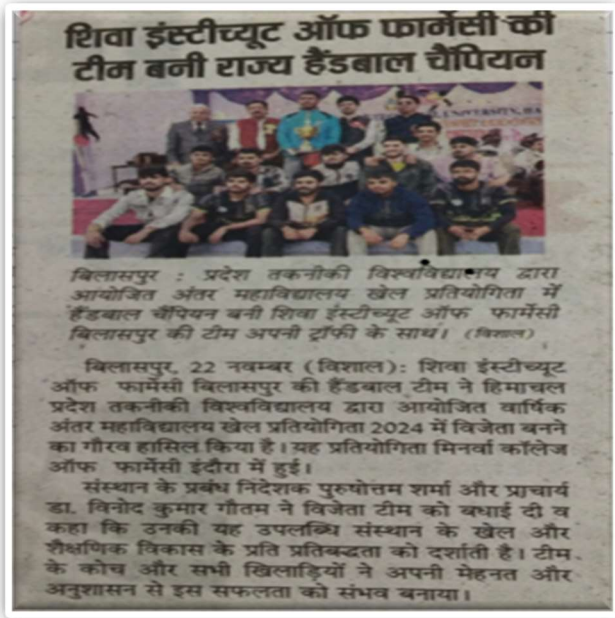 शिवा इंस्टीच्यूट ऑफ फार्मेसी की
टीम बनी राज्य हैंडबाल चैंपियन
बिलासपुर : प्रदेश तकनीकी विश्वविद्यालय द्वारा
आयोजित अंतर महाविद्यालय खेल प्रतियोगिता में
हैंडबाल चैंपियन बनी शिवा इंस्टीच्यूट ऑफ फार्मेसी
बिलासपुर की टीम अपनी ट्रॉफी के साथ। (विशाल)
बिलासपुर, 22 नवम्बर (विशाल): शिवा इंस्टीच्यूट
ऑफ फार्मेसी बिलासपुर की हैंडबाल टीम ने हिमाचल
प्रदेश तकनीकी विश्वविद्यालय द्वारा आयोजित वार्षिक
अंतर महाविद्यालय खेल प्रतियोगिता 2024 में विजेता बनने
का गौरव हासिल किया है। यह प्रतियोगिता मिनर्वा कॉलेज
ऑफ फार्मेसी इंदौरा में हुई।
संस्थान के प्रबंध निदेशक पुरुषोत्तम शर्मा और प्राचार्य
डा. विनोद कुमार गौतम ने विजेता टीम को बधाई दी व
कहा कि उनकी यह उपलब्धि संस्थान के खेल और
शैक्षणिक विकास के प्रति प्रतिबद्धता को दर्शाती है। टीम
के कोच और सभी खिलाड़ियों ने अपनी मेहनत और
अनुशासन से इस सफलता को संभव बनाया।